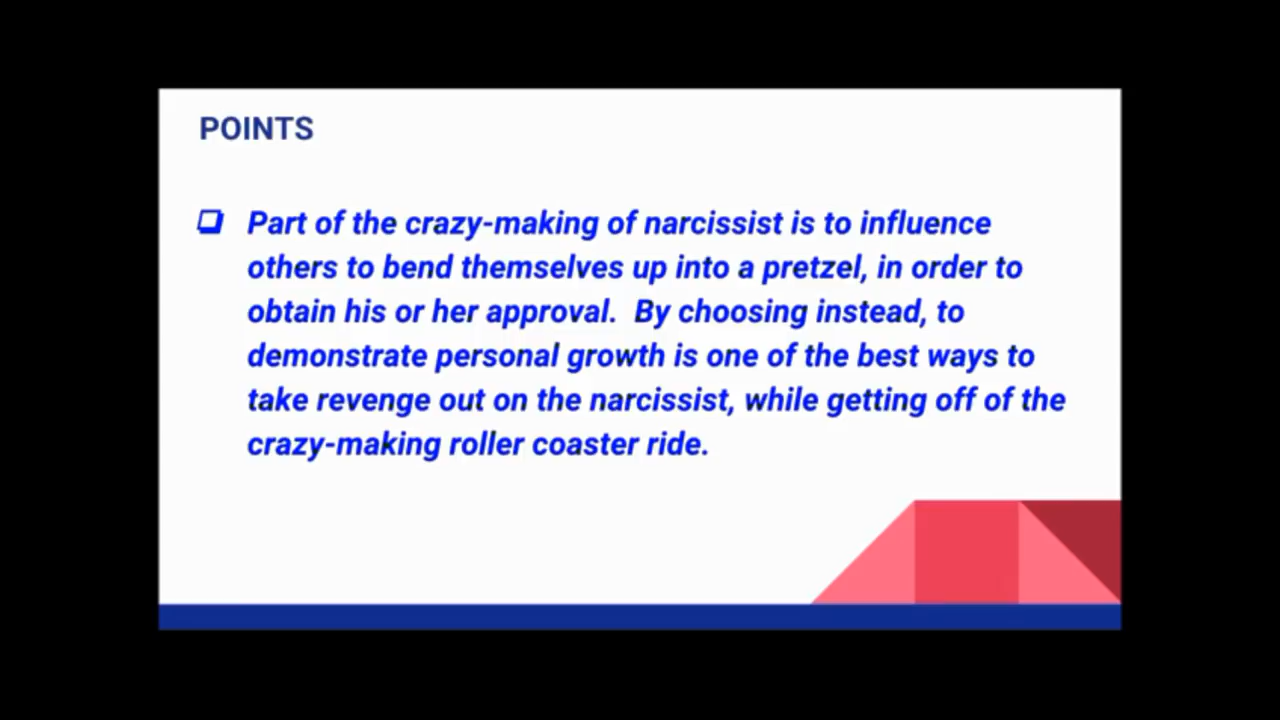 POINTS
❏ Part of the crazy-making of narcissist is to influence
others to bend themselves up into a pretzel, in order to
obtain his or her approval.  By choosing instead, to
demonstrate personal growth is one of the best ways to
take revenge out on the narcissist, while getting off of the
crazy-making roller coaster ride.